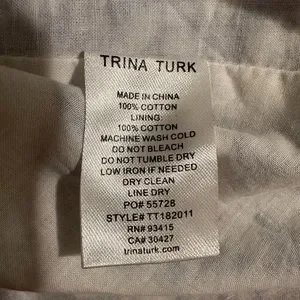 TRINA TURK
MADE IN CHINA
100% COTTON
LINING:
100% COTTON
MACHINE WASH COLD
DO NOT BLEACH
DO NOT TUMBLE DRY
LOW IRON IF NEEDED
DRY CLEAN
LINE DRY
PO# 55728
STYLE# TT182011
RN# 93415
CA# 30427
trinaturk.com